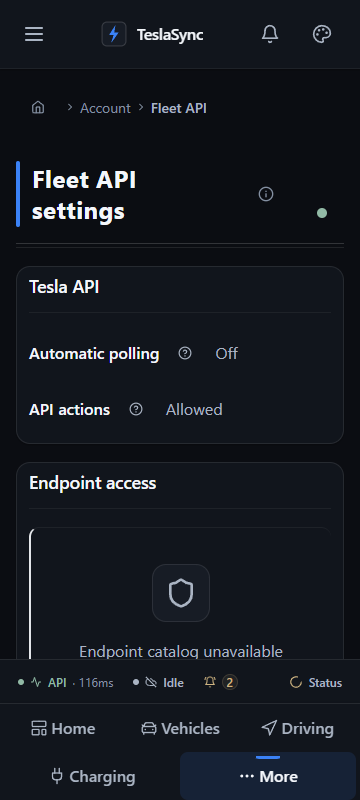 TeslaSync
Account Fleet API
Fleet API
settings
Tesla API
Automatic polling Off
API actions Allowed
Endpoint access
Endpoint catalog unavailable
API · 116ms Idle 2 Status
Home Vehicles Driving
Charging More